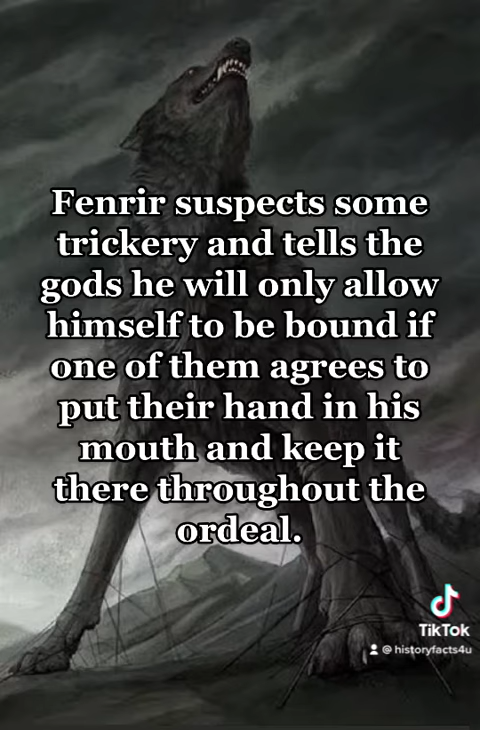 Fenrir suspects some
trickery and tells the
gods he will only allow
himself to be bound if
one of them agrees to
put their hand in his
mouth and keep it
there throughout the
ordeal.
TikTok
@ historyfacts4u